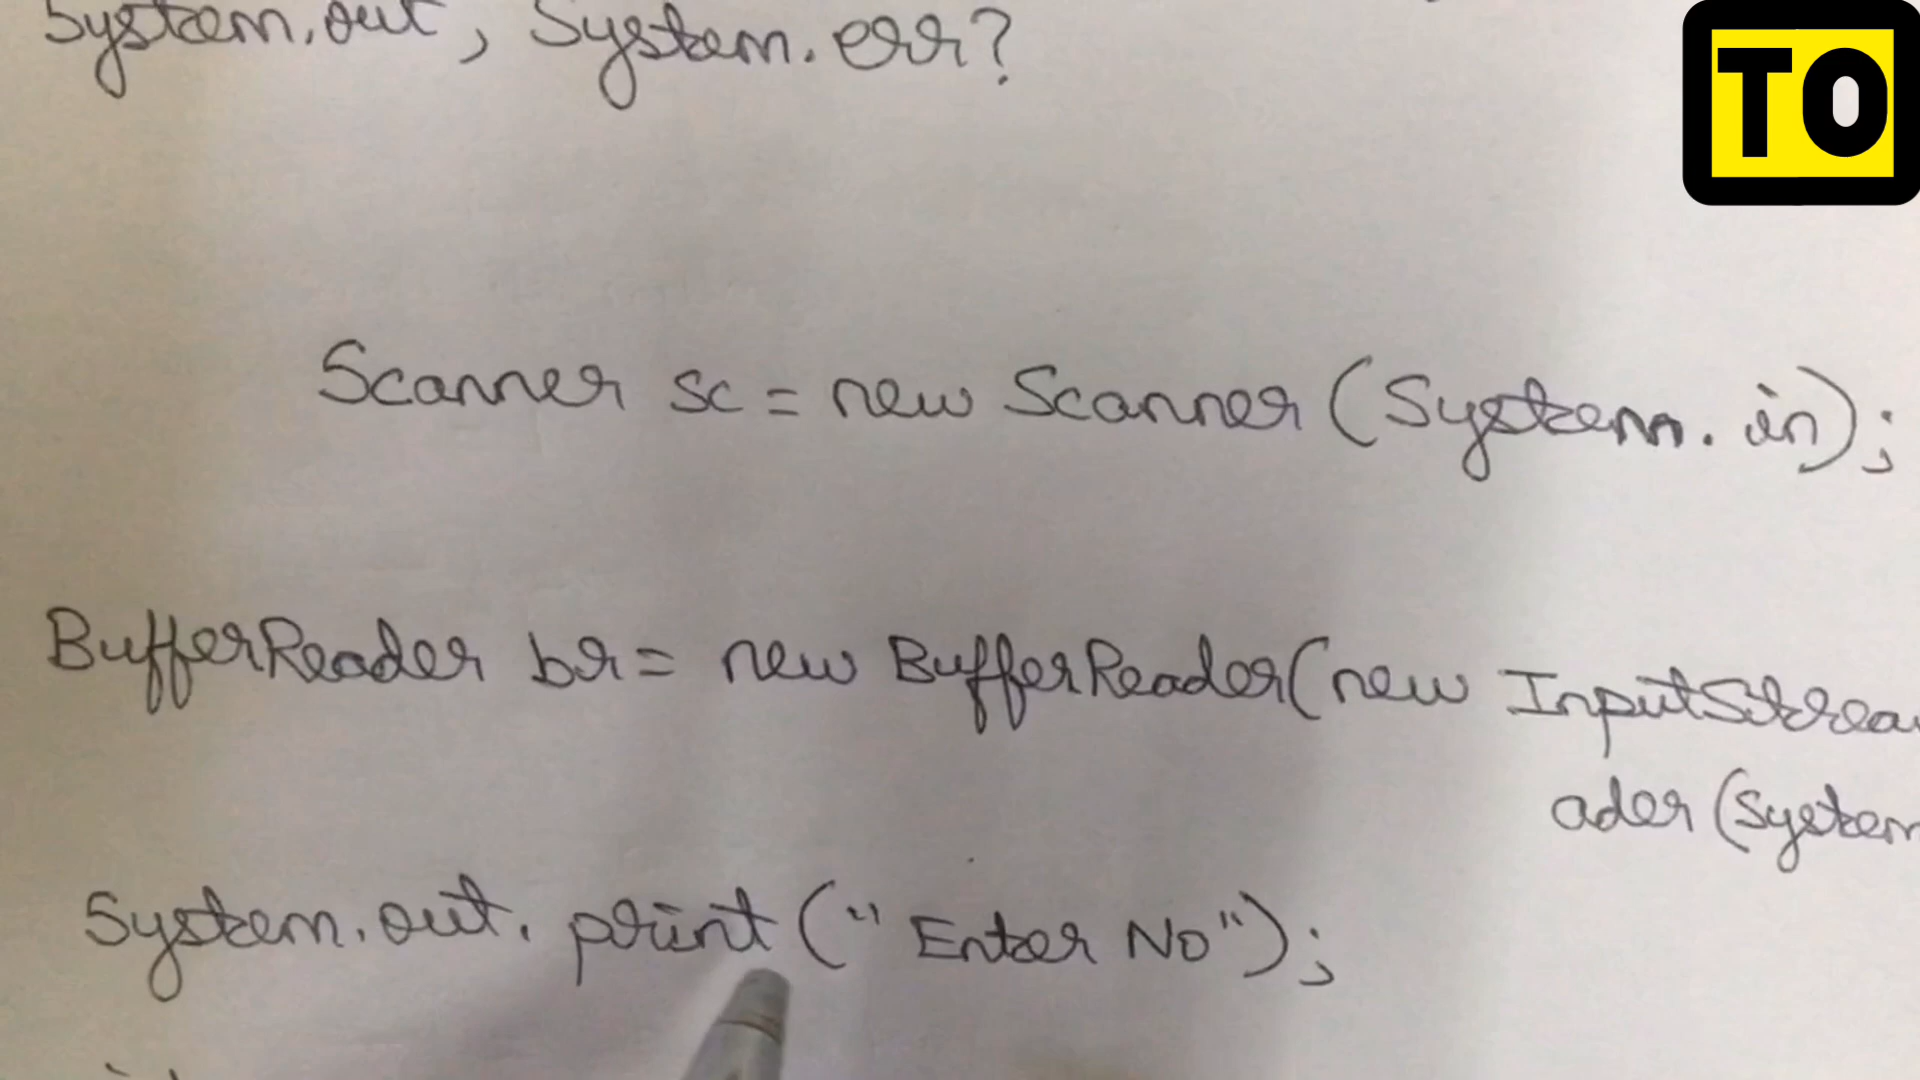 System.out, System.err?
TO
Scanner sc = new Scanner (System.in);
BufferReader br = new BufferReader(new InputStrea
ader (System
System.out.print ("Enter No");